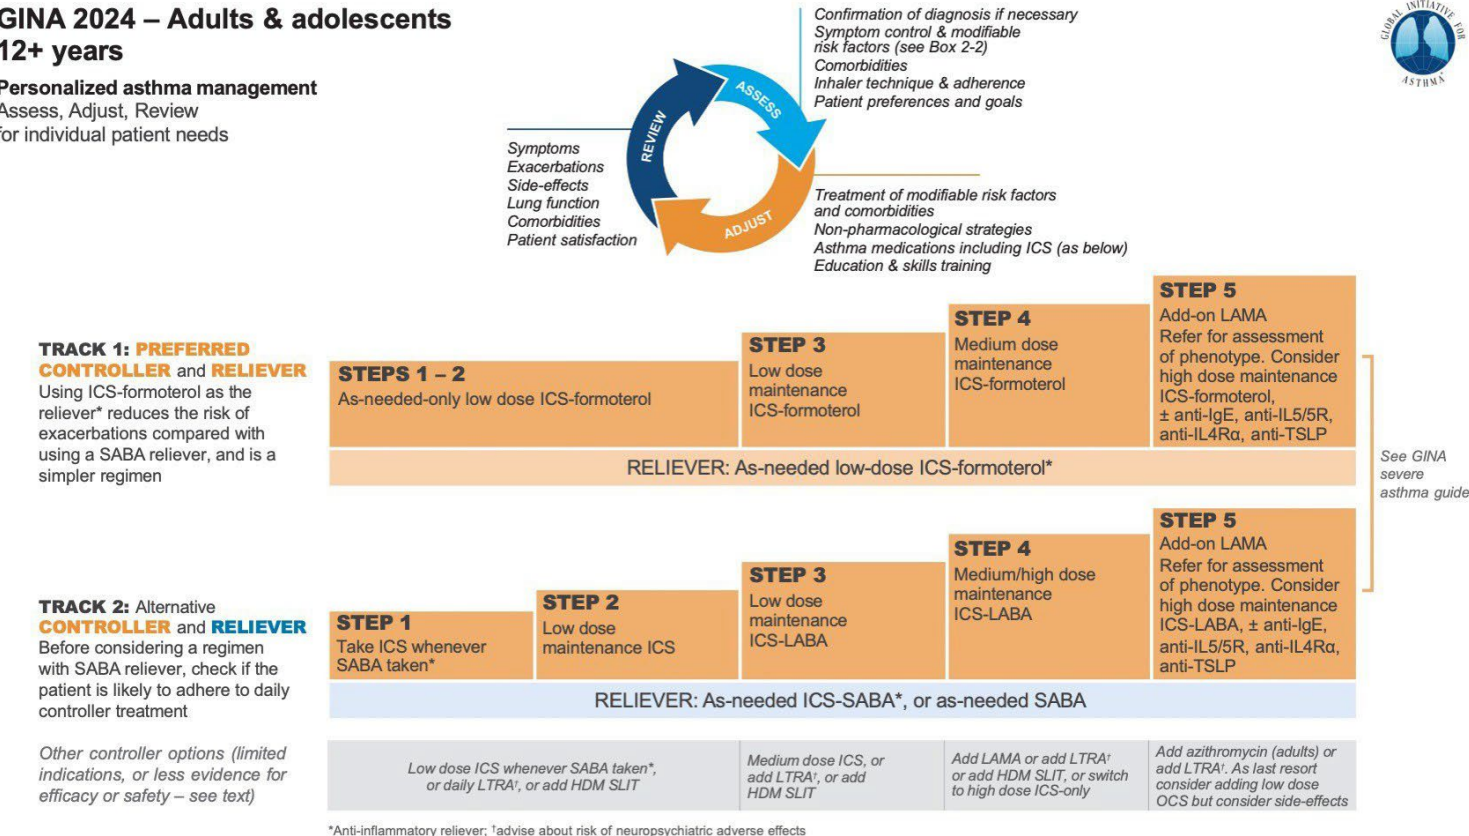 GINA 2024 – Adults & adolescents
12+ years
Personalized asthma management
Assess, Adjust, Review
for individual patient needs
Confirmation of diagnosis if necessary
Symptom control & modifiable
risk factors (see Box 2-2)
Comorbidities
Inhaler technique & adherence
Patient preferences and goals
GLOBAL INITIATIVE FOR
ASTHMA
REVIEW
ASSESS
ADJUST
Symptoms
Exacerbations
Side-effects
Lung function
Comorbidities
Patient satisfaction
Treatment of modifiable risk factors
and comorbidities
Non-pharmacological strategies
Asthma medications including ICS (as below)
Education & skills training
TRACK 1: PREFERRED
CONTROLLER and RELIEVER
Using ICS-formoterol as the
reliever* reduces the risk of
exacerbations compared with
using a SABA reliever, and is a
simpler regimen
STEPS 1 – 2
As-needed-only low dose ICS-formoterol
STEP 3
Low dose
maintenance
ICS-formoterol
STEP 4
Medium dose
maintenance
ICS-formoterol
STEP 5
Add-on LAMA
Refer for assessment
of phenotype. Consider
high dose maintenance
ICS-formoterol,
± anti-IgE, anti-IL5/5R,
anti-IL4Rα, anti-TSLP
RELIEVER: As-needed low-dose ICS-formoterol*
See GINA
severe
asthma guide
TRACK 2: Alternative
CONTROLLER and RELIEVER
Before considering a regimen
with SABA reliever, check if the
patient is likely to adhere to daily
controller treatment
STEP 1
Take ICS whenever
SABA taken*
STEP 2
Low dose
maintenance ICS
STEP 3
Low dose
maintenance
ICS-LABA
STEP 4
Medium/high dose
maintenance
ICS-LABA
STEP 5
Add-on LAMA
Refer for assessment
of phenotype. Consider
high dose maintenance
ICS-LABA, ± anti-IgE,
anti-IL5/5R, anti-IL4Rα,
anti-TSLP
RELIEVER: As-needed ICS-SABA*, or as-needed SABA
Other controller options (limited
indications, or less evidence for
efficacy or safety – see text)
Low dose ICS whenever SABA taken*,
or daily LTRA†, or add HDM SLIT
Medium dose ICS, or
add LTRA†, or add
HDM SLIT
Add LAMA or add LTRA†
or add HDM SLIT, or switch
to high dose ICS-only
Add azithromycin (adults) or
add LTRA†. As last resort
consider adding low dose
OCS but consider side-effects
*Anti-inflammatory reliever; †advise about risk of neuropsychiatric adverse effects